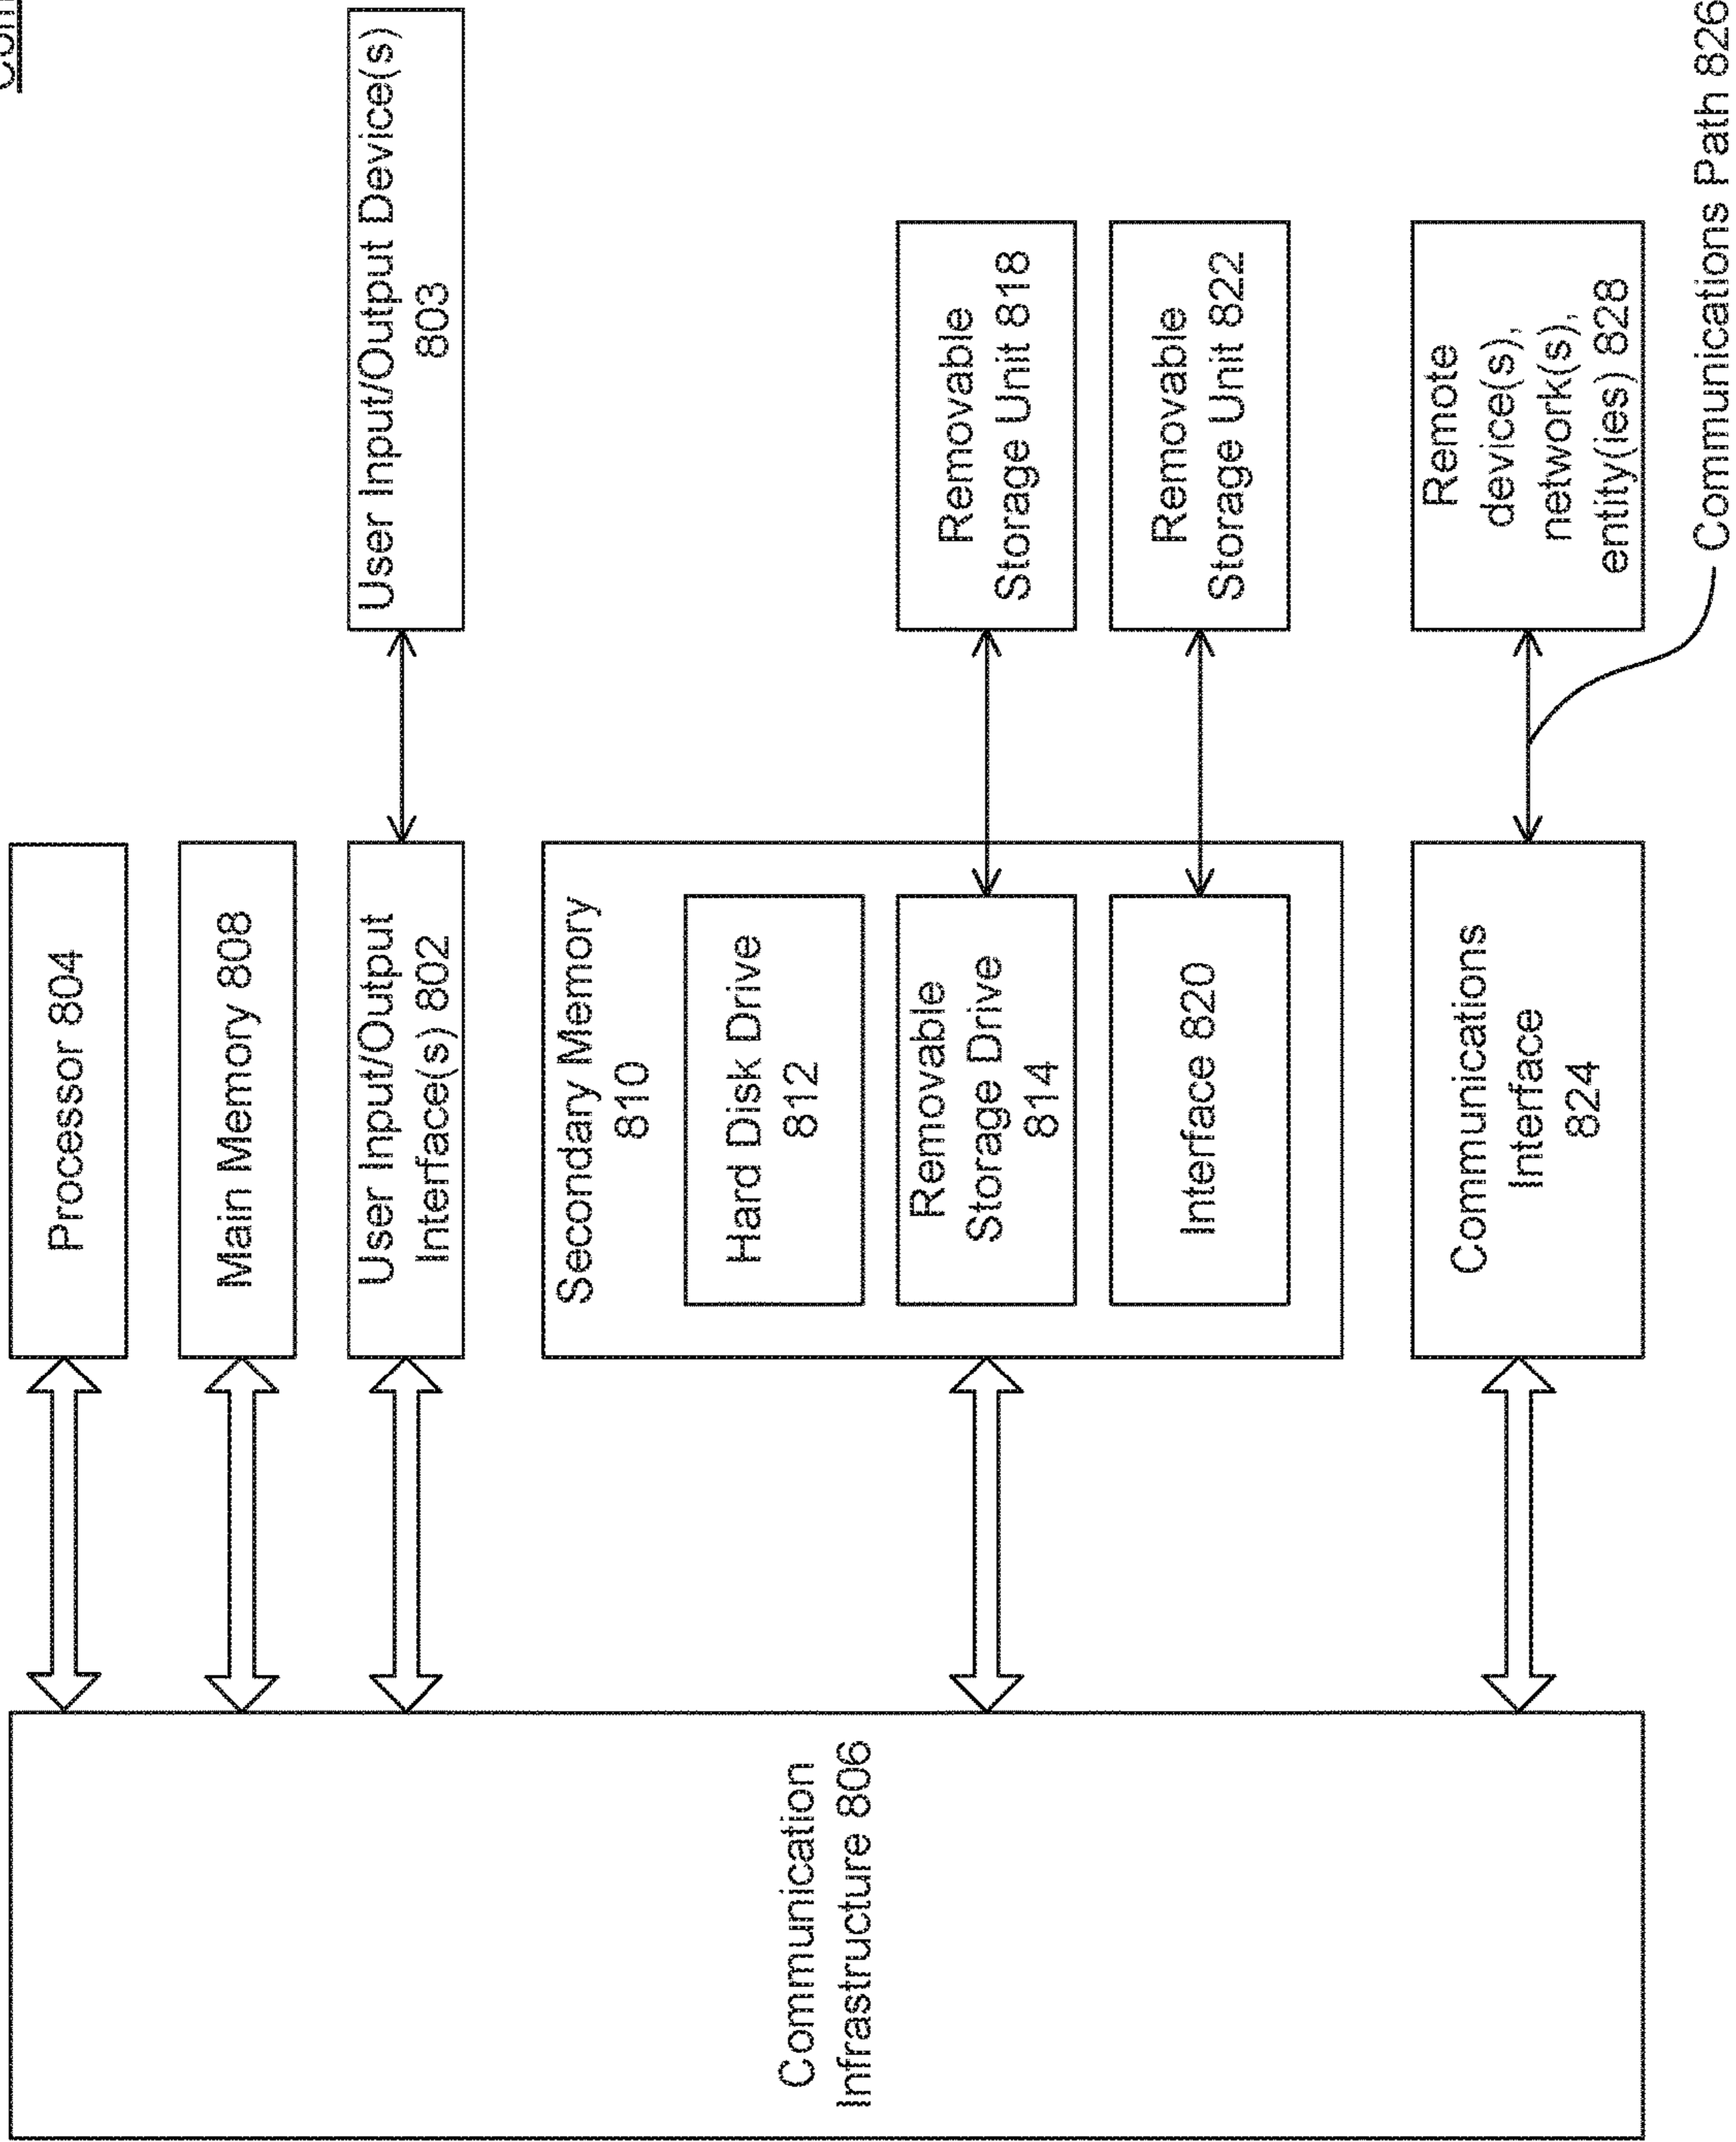 Processor 804
Main Memory 808
User Input/Output
Interface(s) 802
User Input/Output Device(s)
803
Communication
Infrastructure 806
Secondary Memory
810
Hard Disk Drive
812
Removable
Storage Drive
814
Removable
Storage Unit 818
Interface 820
Removable
Storage Unit 822
Communications
Interface
824
Remote
device(s),
network(s),
entity(ies) 828
Communications Path 826